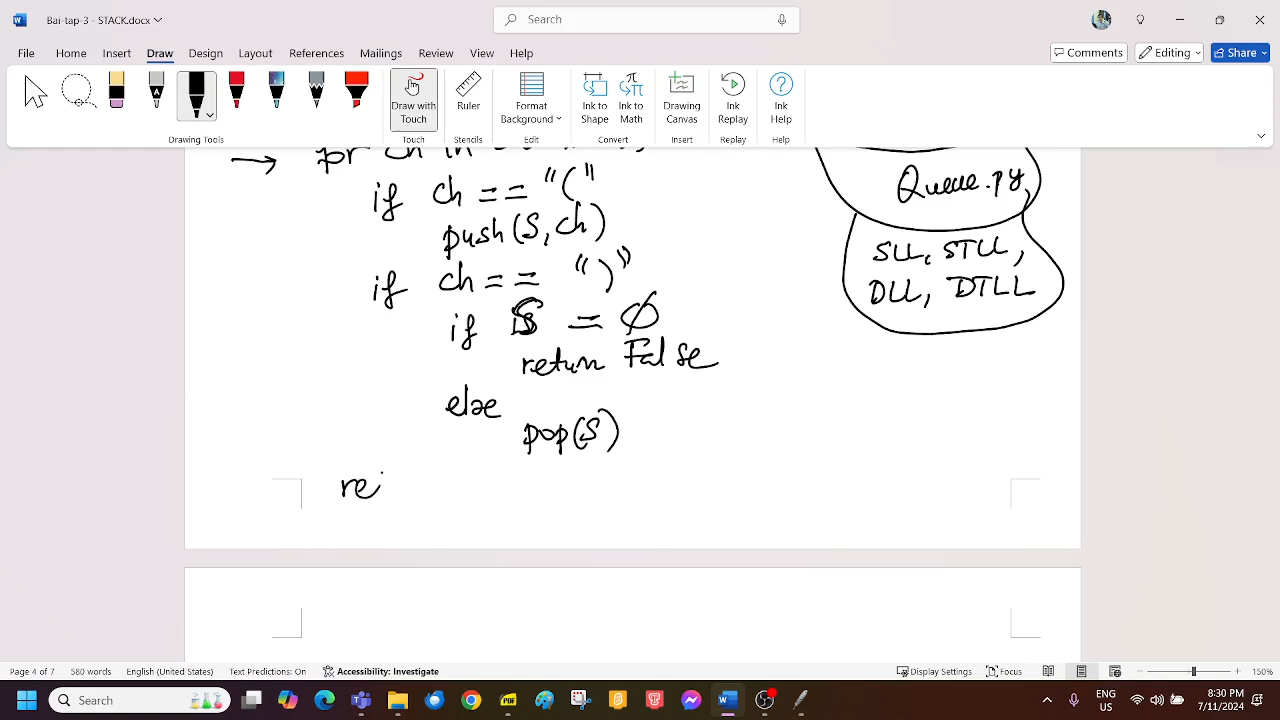 Bai-tap-3 - STACK.docx
Search
File Home Insert Draw Design Layout References Mailings Review View Help
Comments Editing Share
Draw with Touch
Ruler
Format Background
Ink to Shape
Ink to Math
Drawing Canvas
Ink Replay
Ink Help
Drawing Tools Touch Stencils Edit Convert Insert Replay Help
→ for ch in
if ch == "("
push(S, ch)
if ch == ")"
if S = ∅
return False
else
pop(S)
re
Queue.py
SLL, STLL,
DLL, DTLL
Page 4 of 7 580 words English (United States) Text Predictions: On Accessibility: Investigate Display Settings Focus 150%
Search
PDF
ENG
US
8:30 PM
7/11/2024